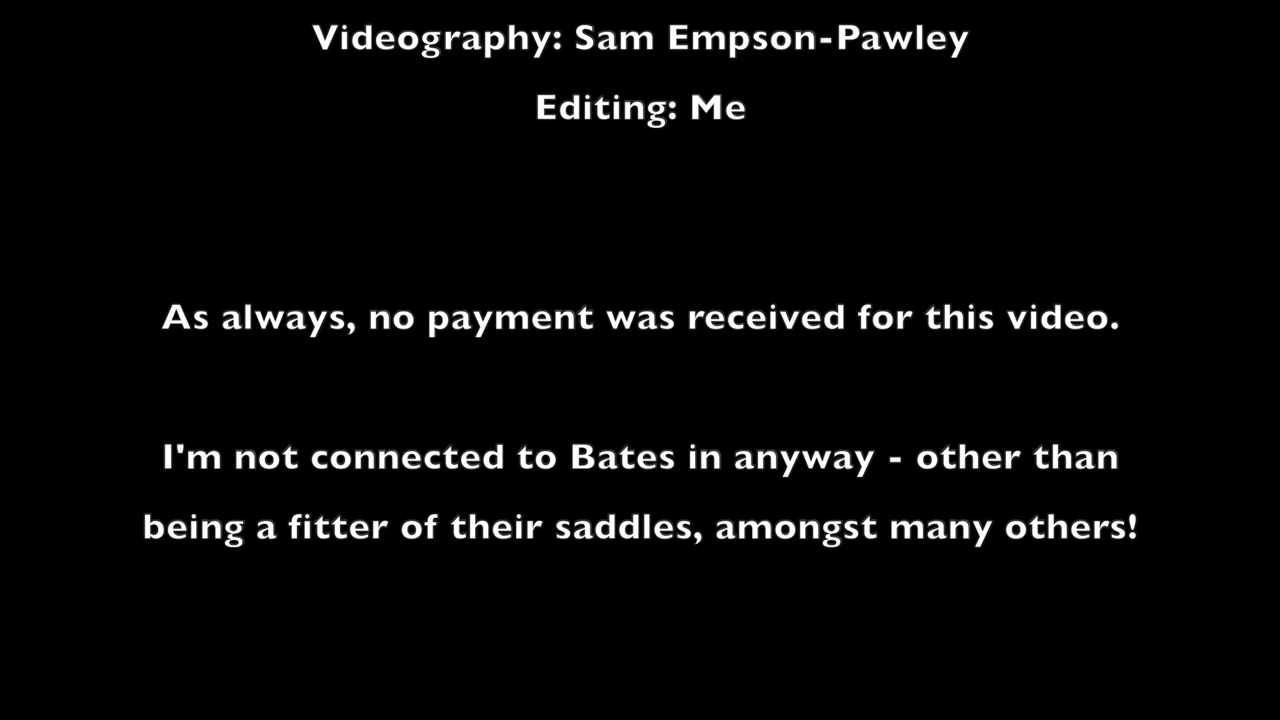 Videography: Sam Empson-Pawley
Editing: Me
As always, no payment was received for this video.
I'm not connected to Bates in anyway - other than
being a fitter of their saddles, amongst many others!